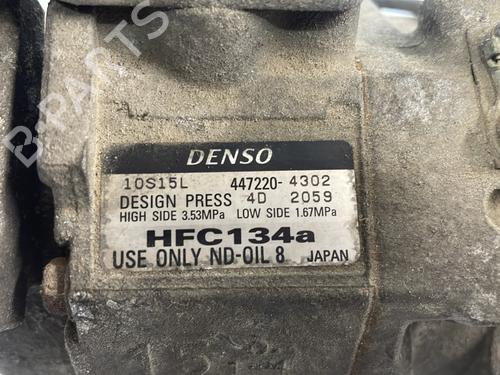 B-PARTS
DENSO
10S15L 447220-4302
DESIGN PRESS 4D 2059
HIGH SIDE 3.53MPa LOW SIDE 1.67MPa
HFC134a
USE ONLY ND-OIL 8 JAPAN